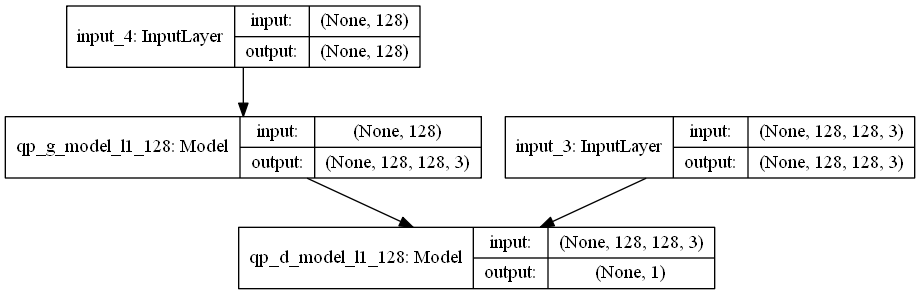 input_4: InputLayer
input: (None, 128)
output: (None, 128)
qp_g_model_l1_128: Model
input: (None, 128)
output: (None, 128, 128, 3)
input_3: InputLayer
input: (None, 128, 128, 3)
output: (None, 128, 128, 3)
qp_d_model_l1_128: Model
input: (None, 128, 128, 3)
output: (None, 1)